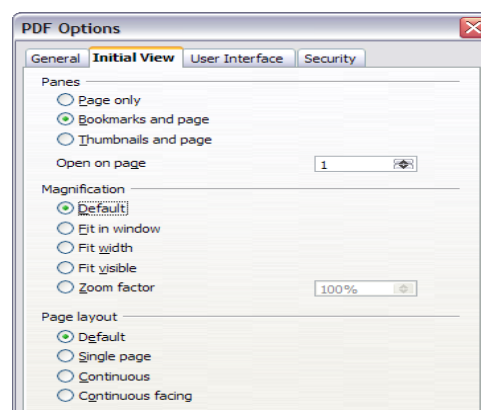 PDF Options
General Initial View User Interface Security
Panes
Page only
Bookmarks and page
Thumbnails and page
Open on page 1
Magnification
Default
Fit in window
Fit width
Fit visible
Zoom factor 100%
Page layout
Default
Single page
Continuous
Continuous facing